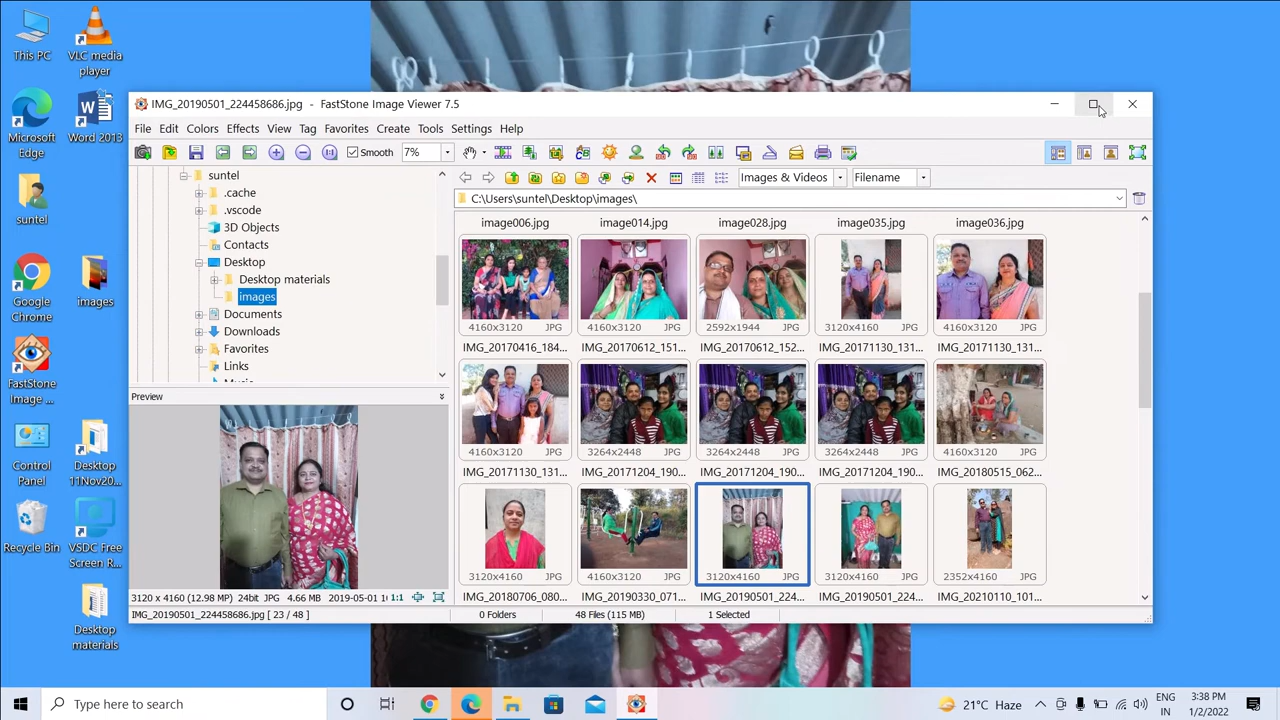 This PC
VLC media player
Microsoft Edge
Word 2013
suntel
Google Chrome
images
FastStone Image ...
Control Panel
Desktop 11Nov20...
Recycle Bin
VSDC Free Screen R...
Desktop materials
IMG_20190501_224458686.jpg - FastStone Image Viewer 7.5
File Edit Colors Effects View Tag Favorites Create Tools Settings Help
Smooth 7%
Images & Videos Filename
C:\Users\suntel\Desktop\images\
suntel
.cache
.vscode
3D Objects
Contacts
Desktop
Desktop materials
images
Documents
Downloads
Favorites
Links
Preview
3120 x 4160 (12.98 MP) 24bit JPG 4.66 MB 2019-05-01 1 1:1
IMG_20190501_224458686.jpg [ 23 / 48 ]
image006.jpg image014.jpg image028.jpg image035.jpg image036.jpg
4160x3120 JPG 4160x3120 JPG 2592x1944 JPG 3120x4160 JPG 4160x3120 JPG
IMG_20170416_184... IMG_20170612_151... IMG_20170612_152... IMG_20171130_131... IMG_20171130_131...
4160x3120 JPG 3264x2448 JPG 3264x2448 JPG 3264x2448 JPG 4160x3120 JPG
IMG_20171130_131... IMG_20171204_190... IMG_20171204_190... IMG_20171204_190... IMG_20180515_062...
3120x4160 JPG 4160x3120 JPG 3120x4160 JPG 3120x4160 JPG 2352x4160 JPG
IMG_20180706_080... IMG_20190330_071... IMG_20190501_224... IMG_20190501_224... IMG_20210110_101...
0 Folders 48 Files (115 MB) 1 Selected
Type here to search
21°C Haze
ENG
IN
3:38 PM
1/2/2022